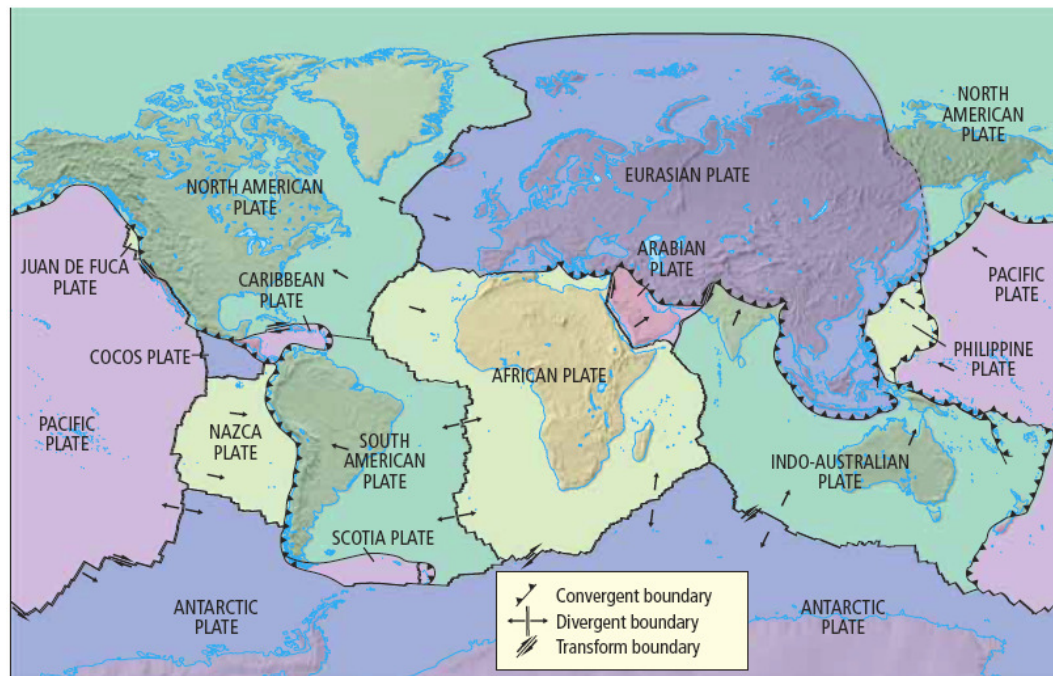 NORTH
AMERICAN
PLATE
NORTH AMERICAN
PLATE
EURASIAN PLATE
ARABIAN
PLATE
JUAN DE FUCA
PLATE
CARIBBEAN
PLATE
PACIFIC
PLATE
COCOS PLATE
PHILIPPINE
PLATE
AFRICAN PLATE
PACIFIC
PLATE
NAZCA
PLATE
SOUTH
AMERICAN
PLATE
INDO-AUSTRALIAN
PLATE
SCOTIA PLATE
ANTARCTIC
PLATE
ANTARCTIC
PLATE
Convergent boundary
Divergent boundary
Transform boundary